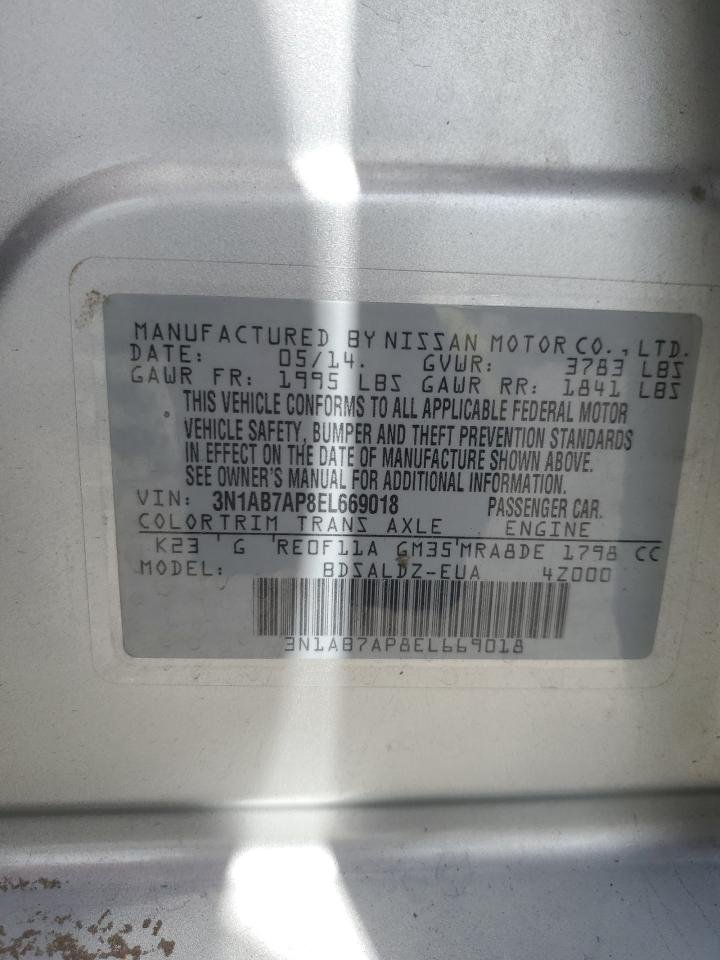 MANUFACTURED BY NISSAN MOTOR CO., LTD.
DATE: 05/14. GVWR: 3783 LBS
GAWR FR: 1995 LBS GAWR RR: 1841 LBS
THIS VEHICLE CONFORMS TO ALL APPLICABLE FEDERAL MOTOR
VEHICLE SAFETY, BUMPER AND THEFT PREVENTION STANDARDS
IN EFFECT ON THE DATE OF MANUFACTURE SHOWN ABOVE.
SEE OWNER'S MANUAL FOR ADDITIONAL INFORMATION.
VIN: 3N1AB7AP8EL669018 PASSENGER CAR.
COLOR TRIM TRANS AXLE ENGINE
K23 G RE0F11A GM35 MRA8DE 1798 CC
MODEL: BDSALDZ-EUA 4Z000
3N1AB7AP8EL669018